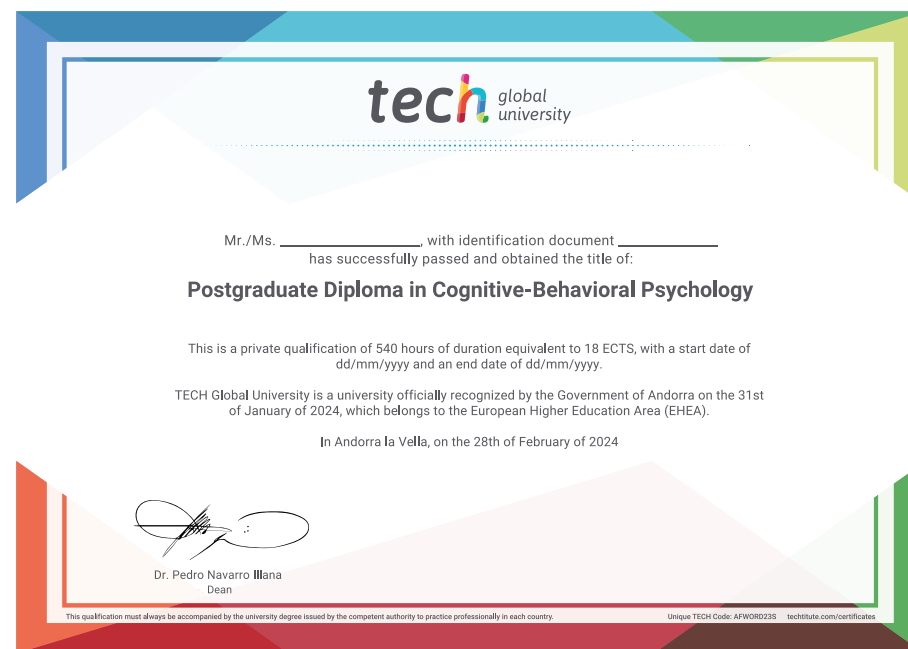 tech global university
Mr./Ms. ____________________, with identification document ______________
has successfully passed and obtained the title of:
Postgraduate Diploma in Cognitive-Behavioral Psychology
This is a private qualification of 540 hours of duration equivalent to 18 ECTS, with a start date of
dd/mm/yyyy and an end date of dd/mm/yyyy.
TECH Global University is a university officially recognized by the Government of Andorra on the 31st
of January of 2024, which belongs to the European Higher Education Area (EHEA).
In Andorra la Vella, on the 28th of February of 2024
Dr. Pedro Navarro Illana
Dean
This qualification must always be accompanied by the university degree issued by the competent authority to practice professionally in each country. Unique TECH Code: AFWORD23S techtitute.com/certificates